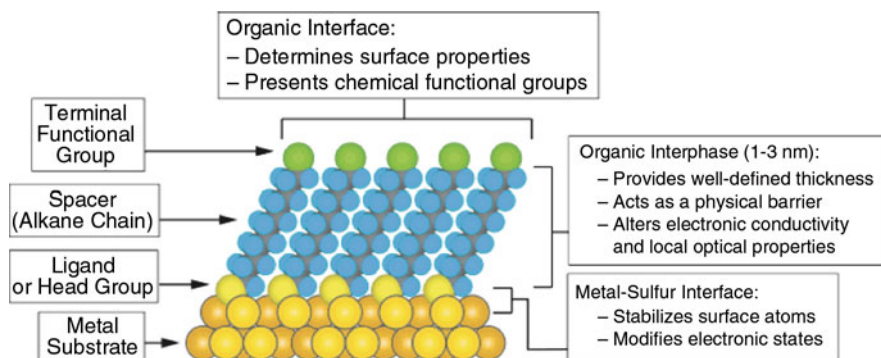 Organic Interface:
– Determines surface properties
– Presents chemical functional groups
Terminal
Functional
Group
Spacer
(Alkane Chain)
Ligand
or Head Group
Metal
Substrate
Organic Interphase (1-3 nm):
– Provides well-defined thickness
– Acts as a physical barrier
– Alters electronic conductivity
and local optical properties
Metal-Sulfur Interface:
– Stabilizes surface atoms
– Modifies electronic states